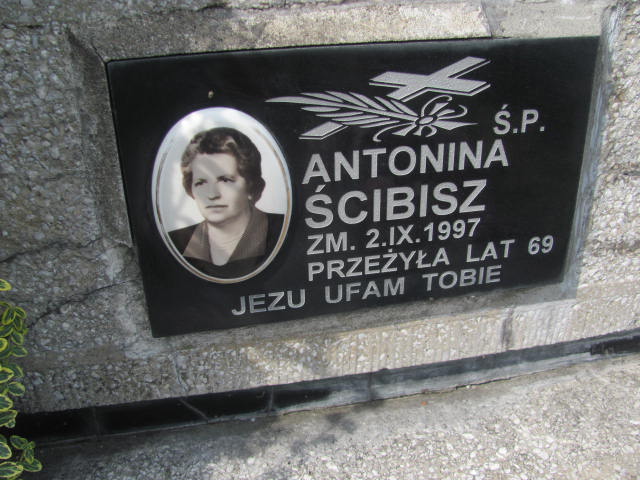 Ś.P.
ANTONINA
ŚCIBISZ
ZM. 2.IX.1997
PRZEŻYŁA LAT 69
JEZU UFAM TOBIE